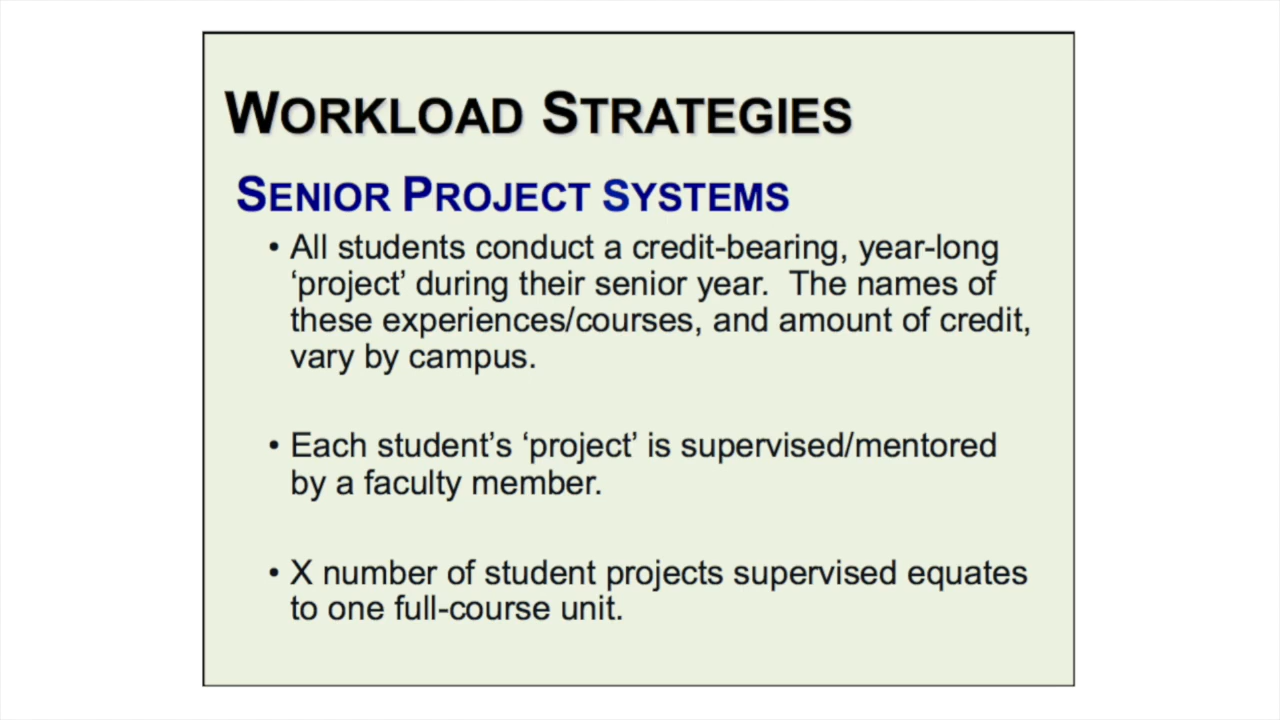 WORKLOAD STRATEGIES
SENIOR PROJECT SYSTEMS
• All students conduct a credit-bearing, year-long
‘project’ during their senior year.  The names of
these experiences/courses, and amount of credit,
vary by campus.
• Each student’s ‘project’ is supervised/mentored
by a faculty member.
• X number of student projects supervised equates
to one full-course unit.